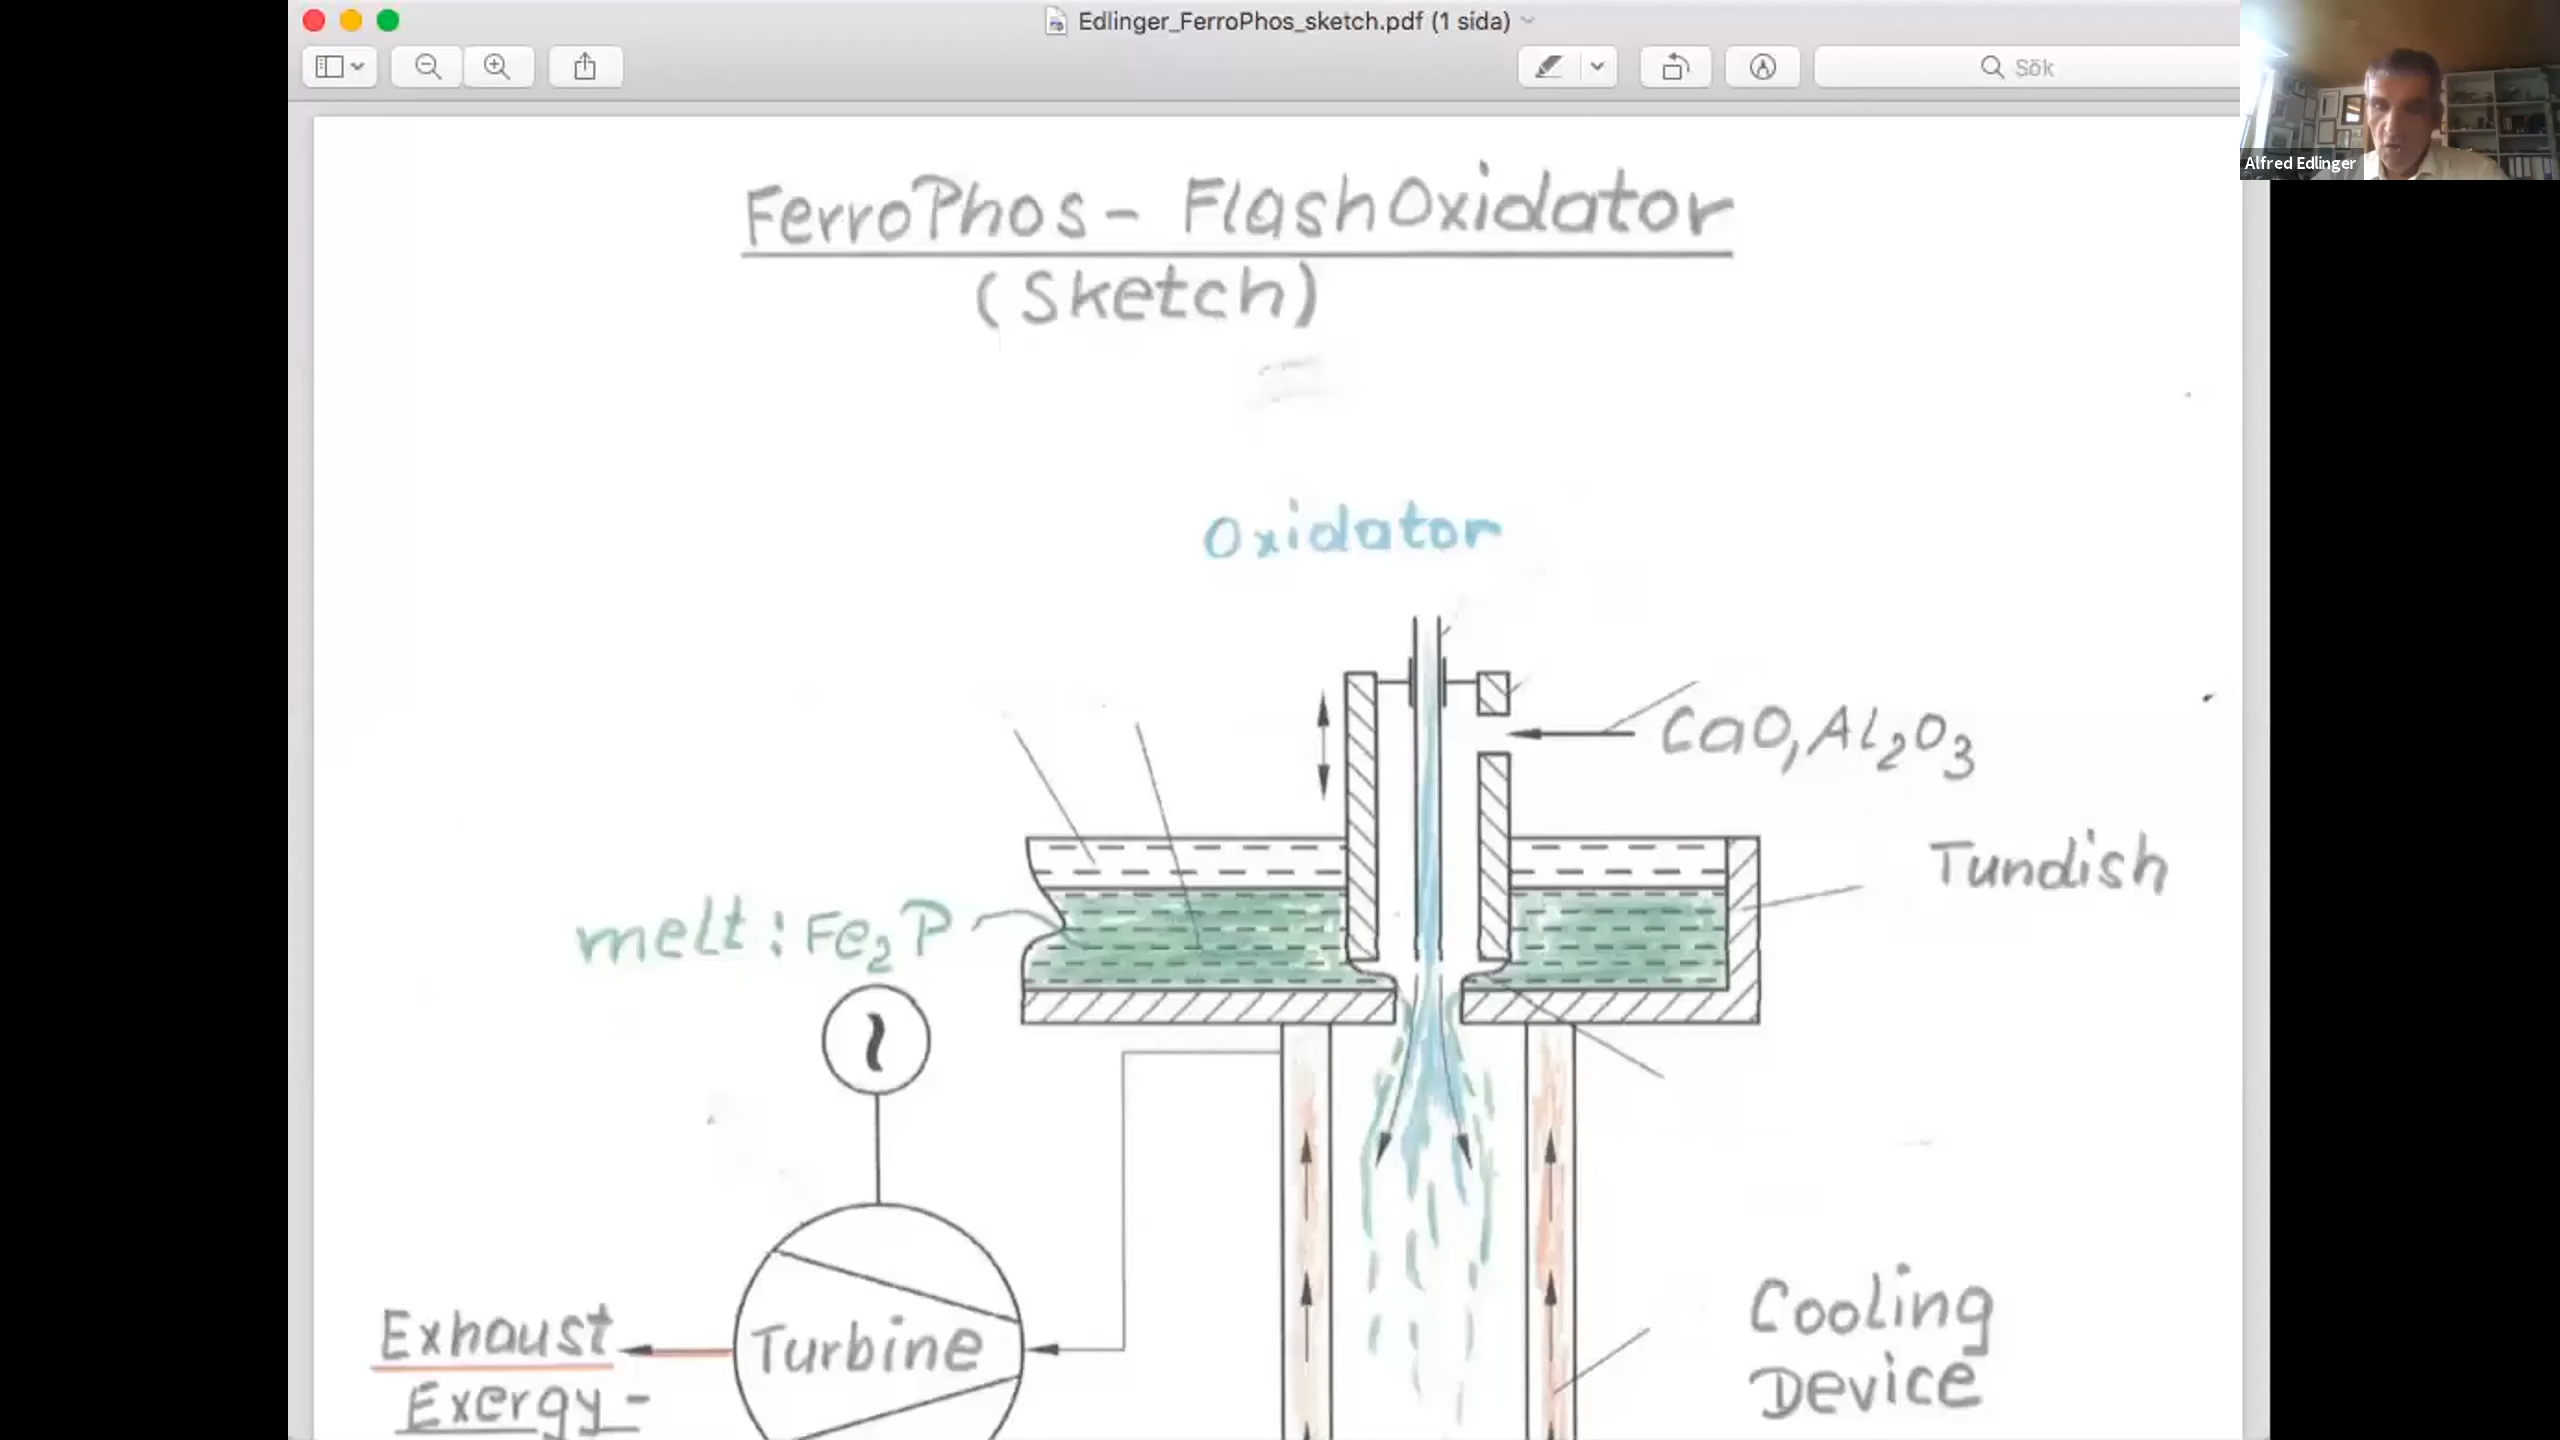 Edlinger_FerroPhos_sketch.pdf (1 sida)
Sök
Alfred Edlinger
FerroPhos - FlashOxidator
(Sketch)
Oxidator
CaO, Al₂O₃
Tundish
melt: Fe₂P
Turbine
Exhaust
Exergy -
Cooling
Device